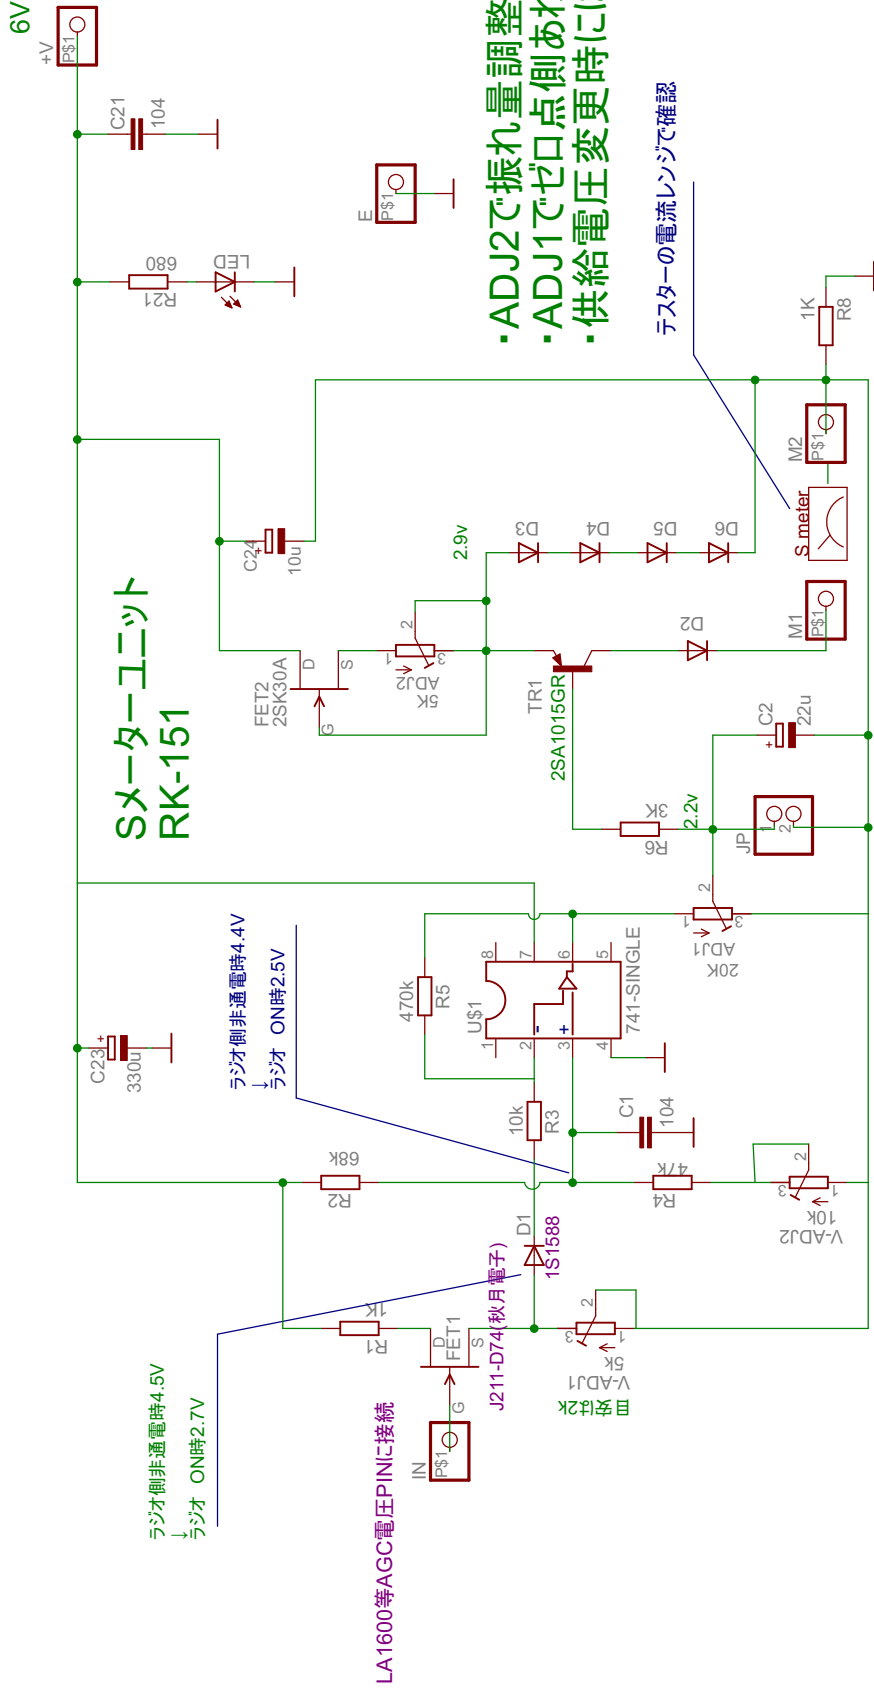 Sメーターユニット
RK-151
6V
+V
P$1
C21
104
R21
680
LED
E
P$1
・ADJ2で振れ量調整
・ADJ1でゼロ点側あわ
・供給電圧変更時には
テスターの電流レンジで確認
C24
+
10u
FET2
2SK30A
D
S
G
1
2
3
ADJ2
5K
2.9v
D3
D4
D5
D6
TR1
2SA1015GR
D2
M1
P$1
S meter
M2
P$1
1K
R8
R6
3K
2.2v
C2
+
22u
JP
1
2
ADJ1
20K
1
2
3
C23
+
330u
ラジオ側非通電時4.4V
→ラジオ ON時2.5V
470k
R5
U$1
741-SINGLE
1
2
3
4
5
6
7
8
-
+
10k
R3
C1
104
R2
68k
R4
47k
V-ADJ2
10k
1
2
3
D1
1S1588
R1
1K
FET1
D
S
G
J211-D74(秋月電子)
V-ADJ1
5k
1
2
3
目安は2k
ラジオ側非通電時4.5V
→ラジオ ON時2.7V
IN
P$1
LA1600等AGC電圧PINに接続